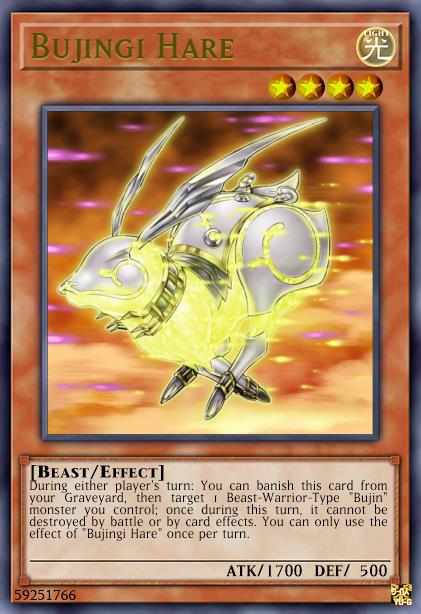 Bujingi Hare
LIGHT
光
[Beast/Effect]
During either player's turn: You can banish this card from
your Graveyard, then target 1 Beast-Warrior-Type "Bujin"
monster you control; once during this turn, it cannot be
destroyed by battle or by card effects. You can only use the
effect of "Bujingi Hare" once per turn.
ATK/1700 DEF/ 500
59251766